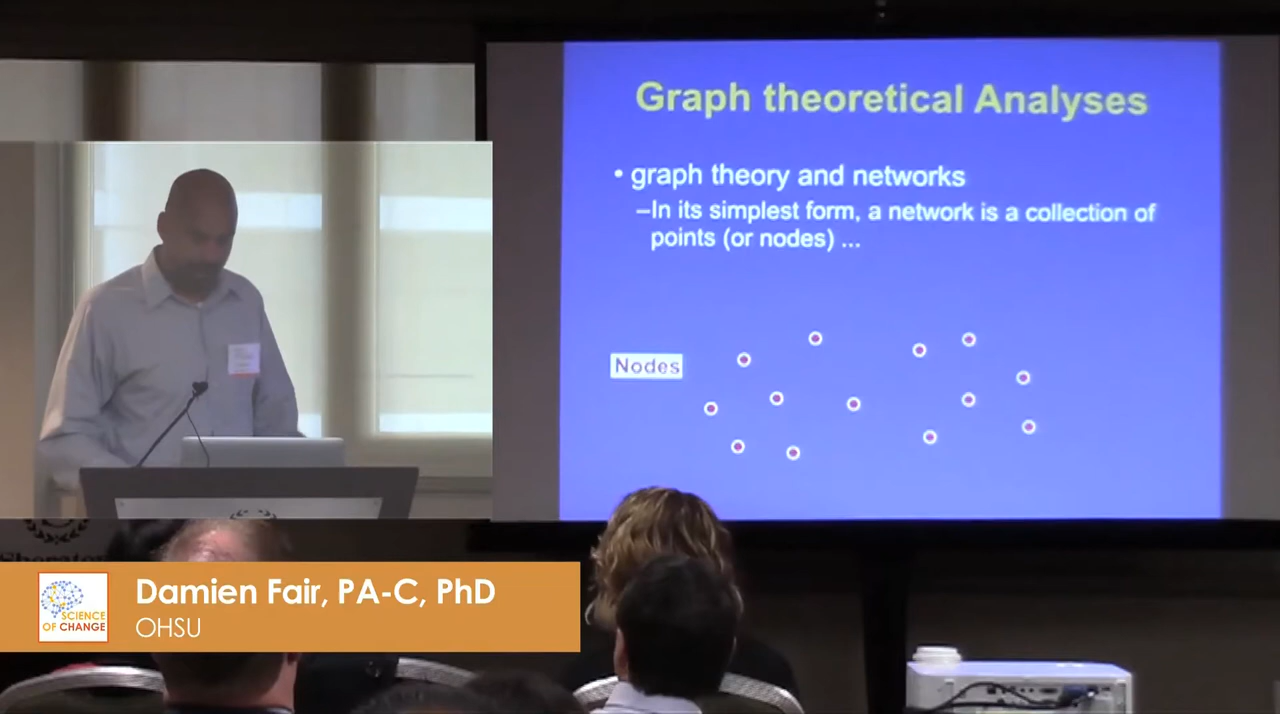 Graph theoretical Analyses
• graph theory and networks
–In its simplest form, a network is a collection of
points (or nodes) ...
Nodes
Sheraton
SCIENCE
OF CHANGE
Damien Fair, PA-C, PhD
OHSU